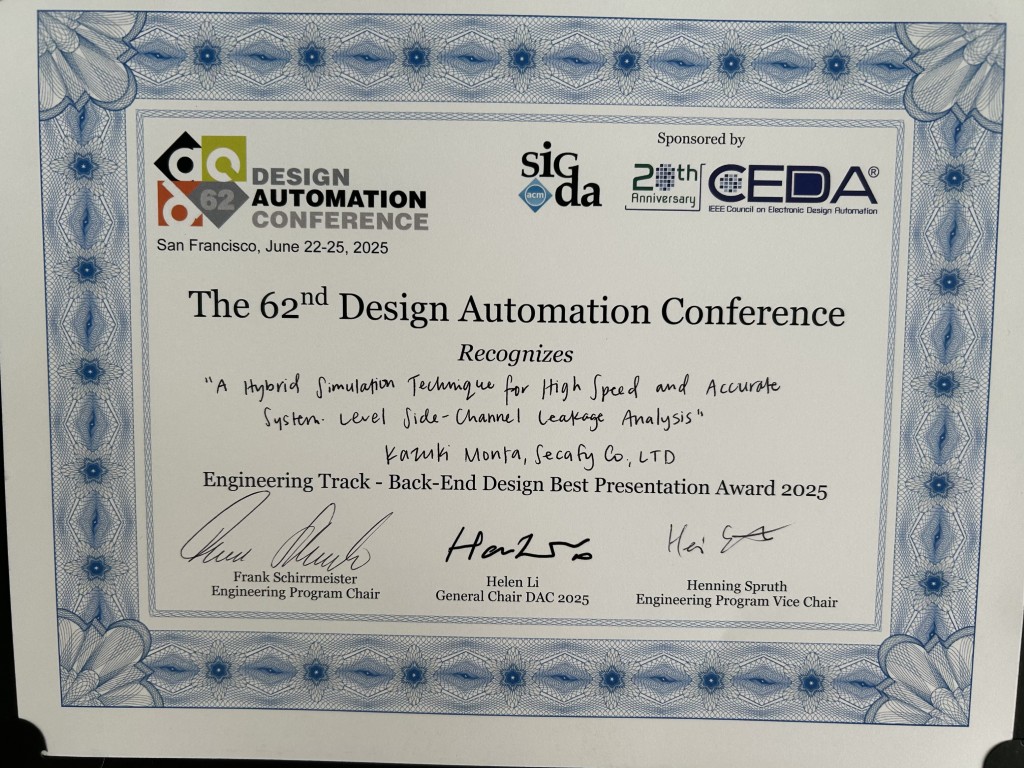 DESIGN
AUTOMATION
CONFERENCE
62
San Francisco, June 22-25, 2025
sigda
acm
Sponsored by
20th
Anniversary
CEDA®
IEEE Council on Electronic Design Automation
The 62nd Design Automation Conference
Recognizes
"A Hybrid Simulation Technique for High Speed and Accurate
System-Level Side-Channel Leakage Analysis"
Kazuki Monta, Secafy Co., LTD
Engineering Track - Back-End Design Best Presentation Award 2025
Frank Schirrmeister
Engineering Program Chair
Helen Li
General Chair DAC 2025
Henning Spruth
Engineering Program Vice Chair